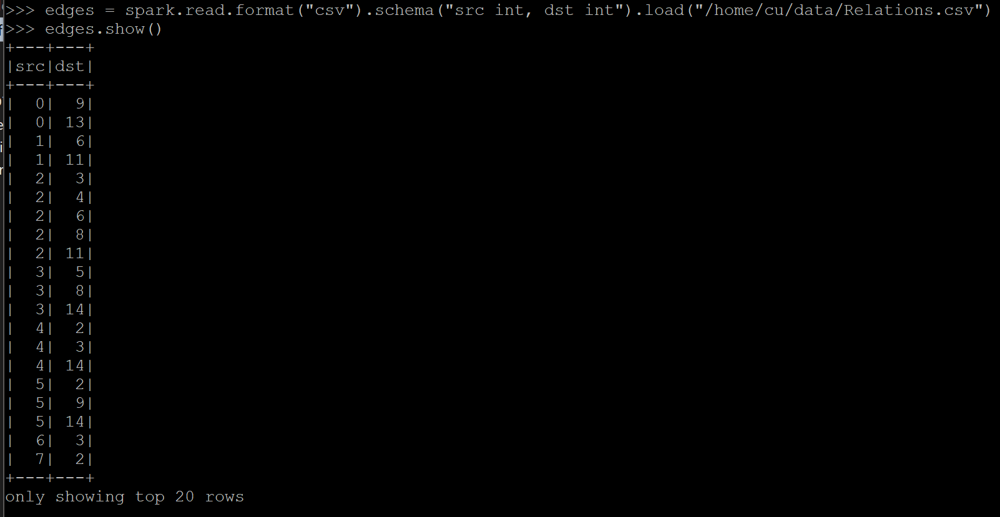 >>> edges = spark.read.format("csv").schema("src int, dst int").load("/home/cu/data/Relations.csv")
>>> edges.show()
+---+---+
|src|dst|
+---+---+
|  0|  9|
|  0| 13|
|  1|  6|
|  1| 11|
|  2|  3|
|  2|  4|
|  2|  6|
|  2|  8|
|  2| 11|
|  3|  5|
|  3|  8|
|  3| 14|
|  4|  2|
|  4|  3|
|  4| 14|
|  5|  2|
|  5|  9|
|  5| 14|
|  6|  3|
|  7|  2|
+---+---+
only showing top 20 rows